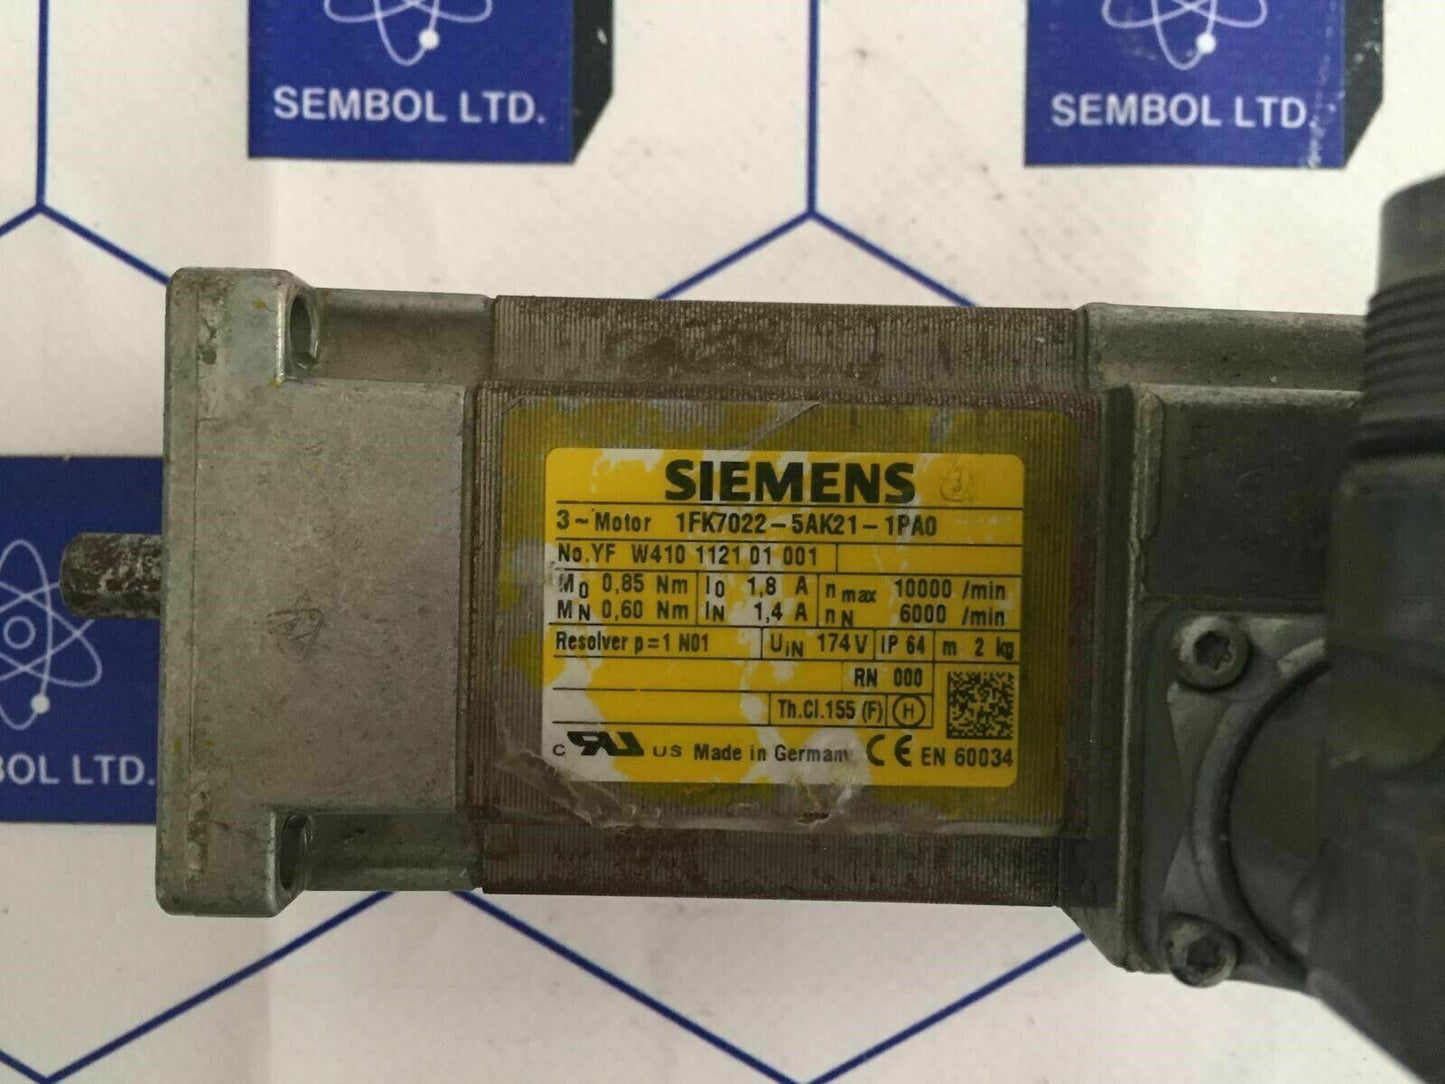 SEMBOL LTD.
SEMBOL LTD.
SIEMENS
3~Motor 1FK7022-5AK21-1PA0
No.YF W410 1121 01 001
M0 0,85 Nm I0 1,8 A n max 10000 /min
MN 0,60 Nm IN 1,4 A nN 6000 /min
Resolver p=1 N01 UIN 174V IP 64 m 2 kg
RN 000
Th.Cl.155 (F) H
C RU US Made in Germany CE EN 60034
BOL LTD.